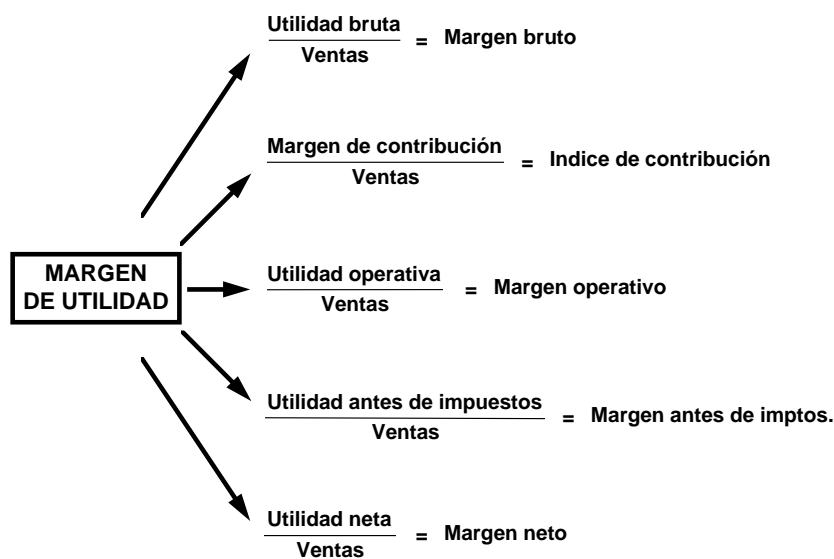 Utilidad bruta
Ventas
= Margen bruto
Margen de contribución
Ventas
= Indice de contribución
MARGEN
DE UTILIDAD
Utilidad operativa
Ventas
= Margen operativo
Utilidad antes de impuestos
Ventas
= Margen antes de imptos.
Utilidad neta
Ventas
= Margen neto